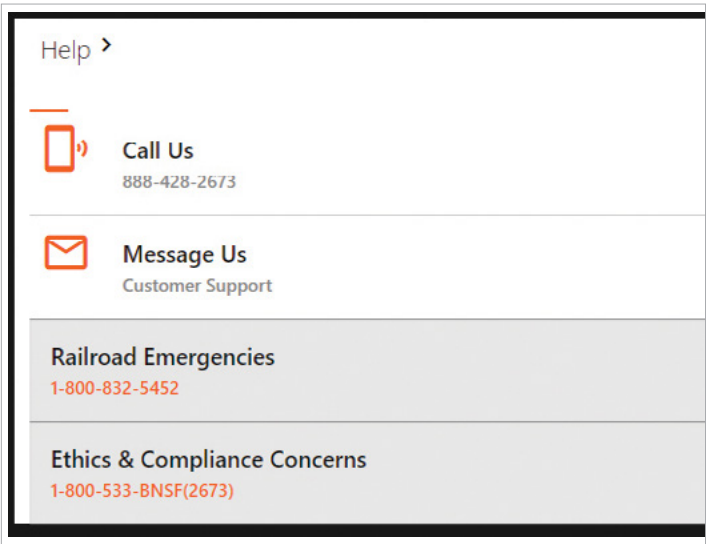 Help >
Call Us
888-428-2673
Message Us
Customer Support
Railroad Emergencies
1-800-832-5452
Ethics & Compliance Concerns
1-800-533-BNSF(2673)